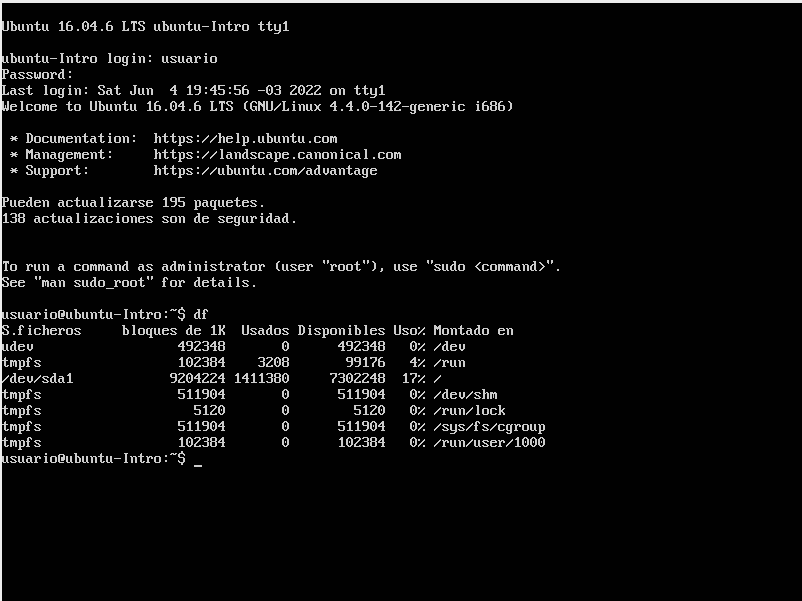 Ubuntu 16.04.6 LTS ubuntu-Intro tty1
ubuntu-Intro login: usuario
Password:
Last login: Sat Jun  4 19:45:56 -03 2022 on tty1
Welcome to Ubuntu 16.04.6 LTS (GNU/Linux 4.4.0-142-generic i686)
 * Documentation:  https://help.ubuntu.com
 * Management:     https://landscape.canonical.com
 * Support:        https://ubuntu.com/advantage
Pueden actualizarse 195 paquetes.
138 actualizaciones son de seguridad.
To run a command as administrator (user "root"), use "sudo <command>".
See "man sudo_root" for details.
usuario@ubuntu-Intro:~$ df
S.ficheros     bloques de 1K  Usados Disponibles Uso% Montado en
udev                  492348       0      492348   0% /dev
tmpfs                 102384    3208       99176   4% /run
/dev/sda1            9204224 1411380     7302248  17% /
tmpfs                 511904       0      511904   0% /dev/shm
tmpfs                   5120       0        5120   0% /run/lock
tmpfs                 511904       0      511904   0% /sys/fs/cgroup
tmpfs                 102384       0      102384   0% /run/user/1000
usuario@ubuntu-Intro:~$ _